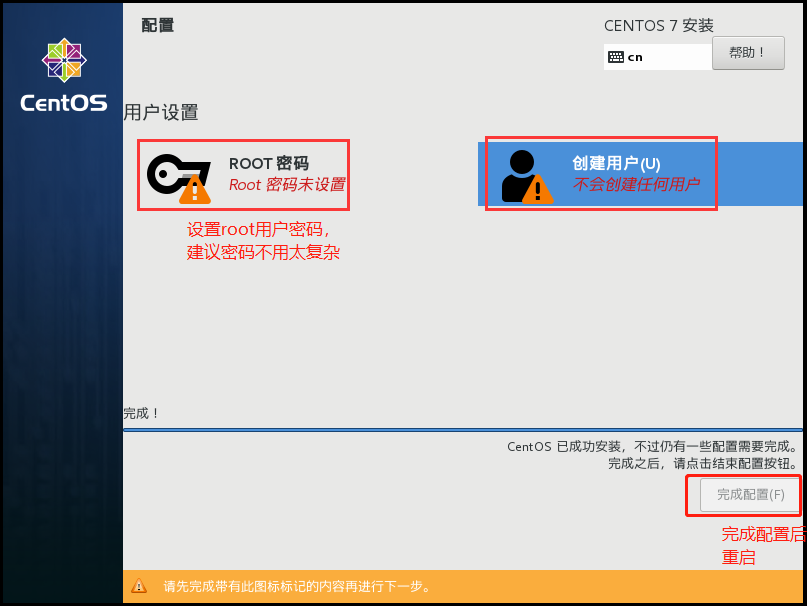 配置
CENTOS 7 安装
cn
帮助！
CentOS
用户设置
ROOT 密码
Root 密码未设置
创建用户(U)
不会创建任何用户
设置root用户密码，
建议密码不用太复杂
完成！
CentOS 已成功安装，不过仍有一些配置需要完成。
完成之后，请点击结束配置按钮。
完成配置(F)
完成配置后
重启
请先完成带有此图标标记的内容再进行下一步。